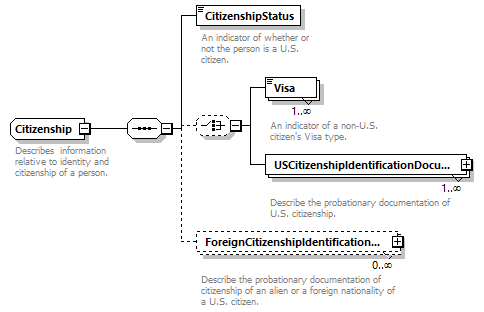 CitizenshipStatus
An indicator of whether or
not the person is a U.S.
citizen.
Visa
1..∞
An indicator of a non-U.S.
citizen's Visa type.
Citizenship
Describes information
relative to identity and
citizenship of a person.
USCitizenshipIdentificationDocu...
1..∞
Describe the probationary documentation of
U.S. citizenship.
ForeignCitizenshipIdentification...
0..∞
Describe the probationary documentation of
citizenship of an alien or a foreign nationality of
a U.S. citizen.